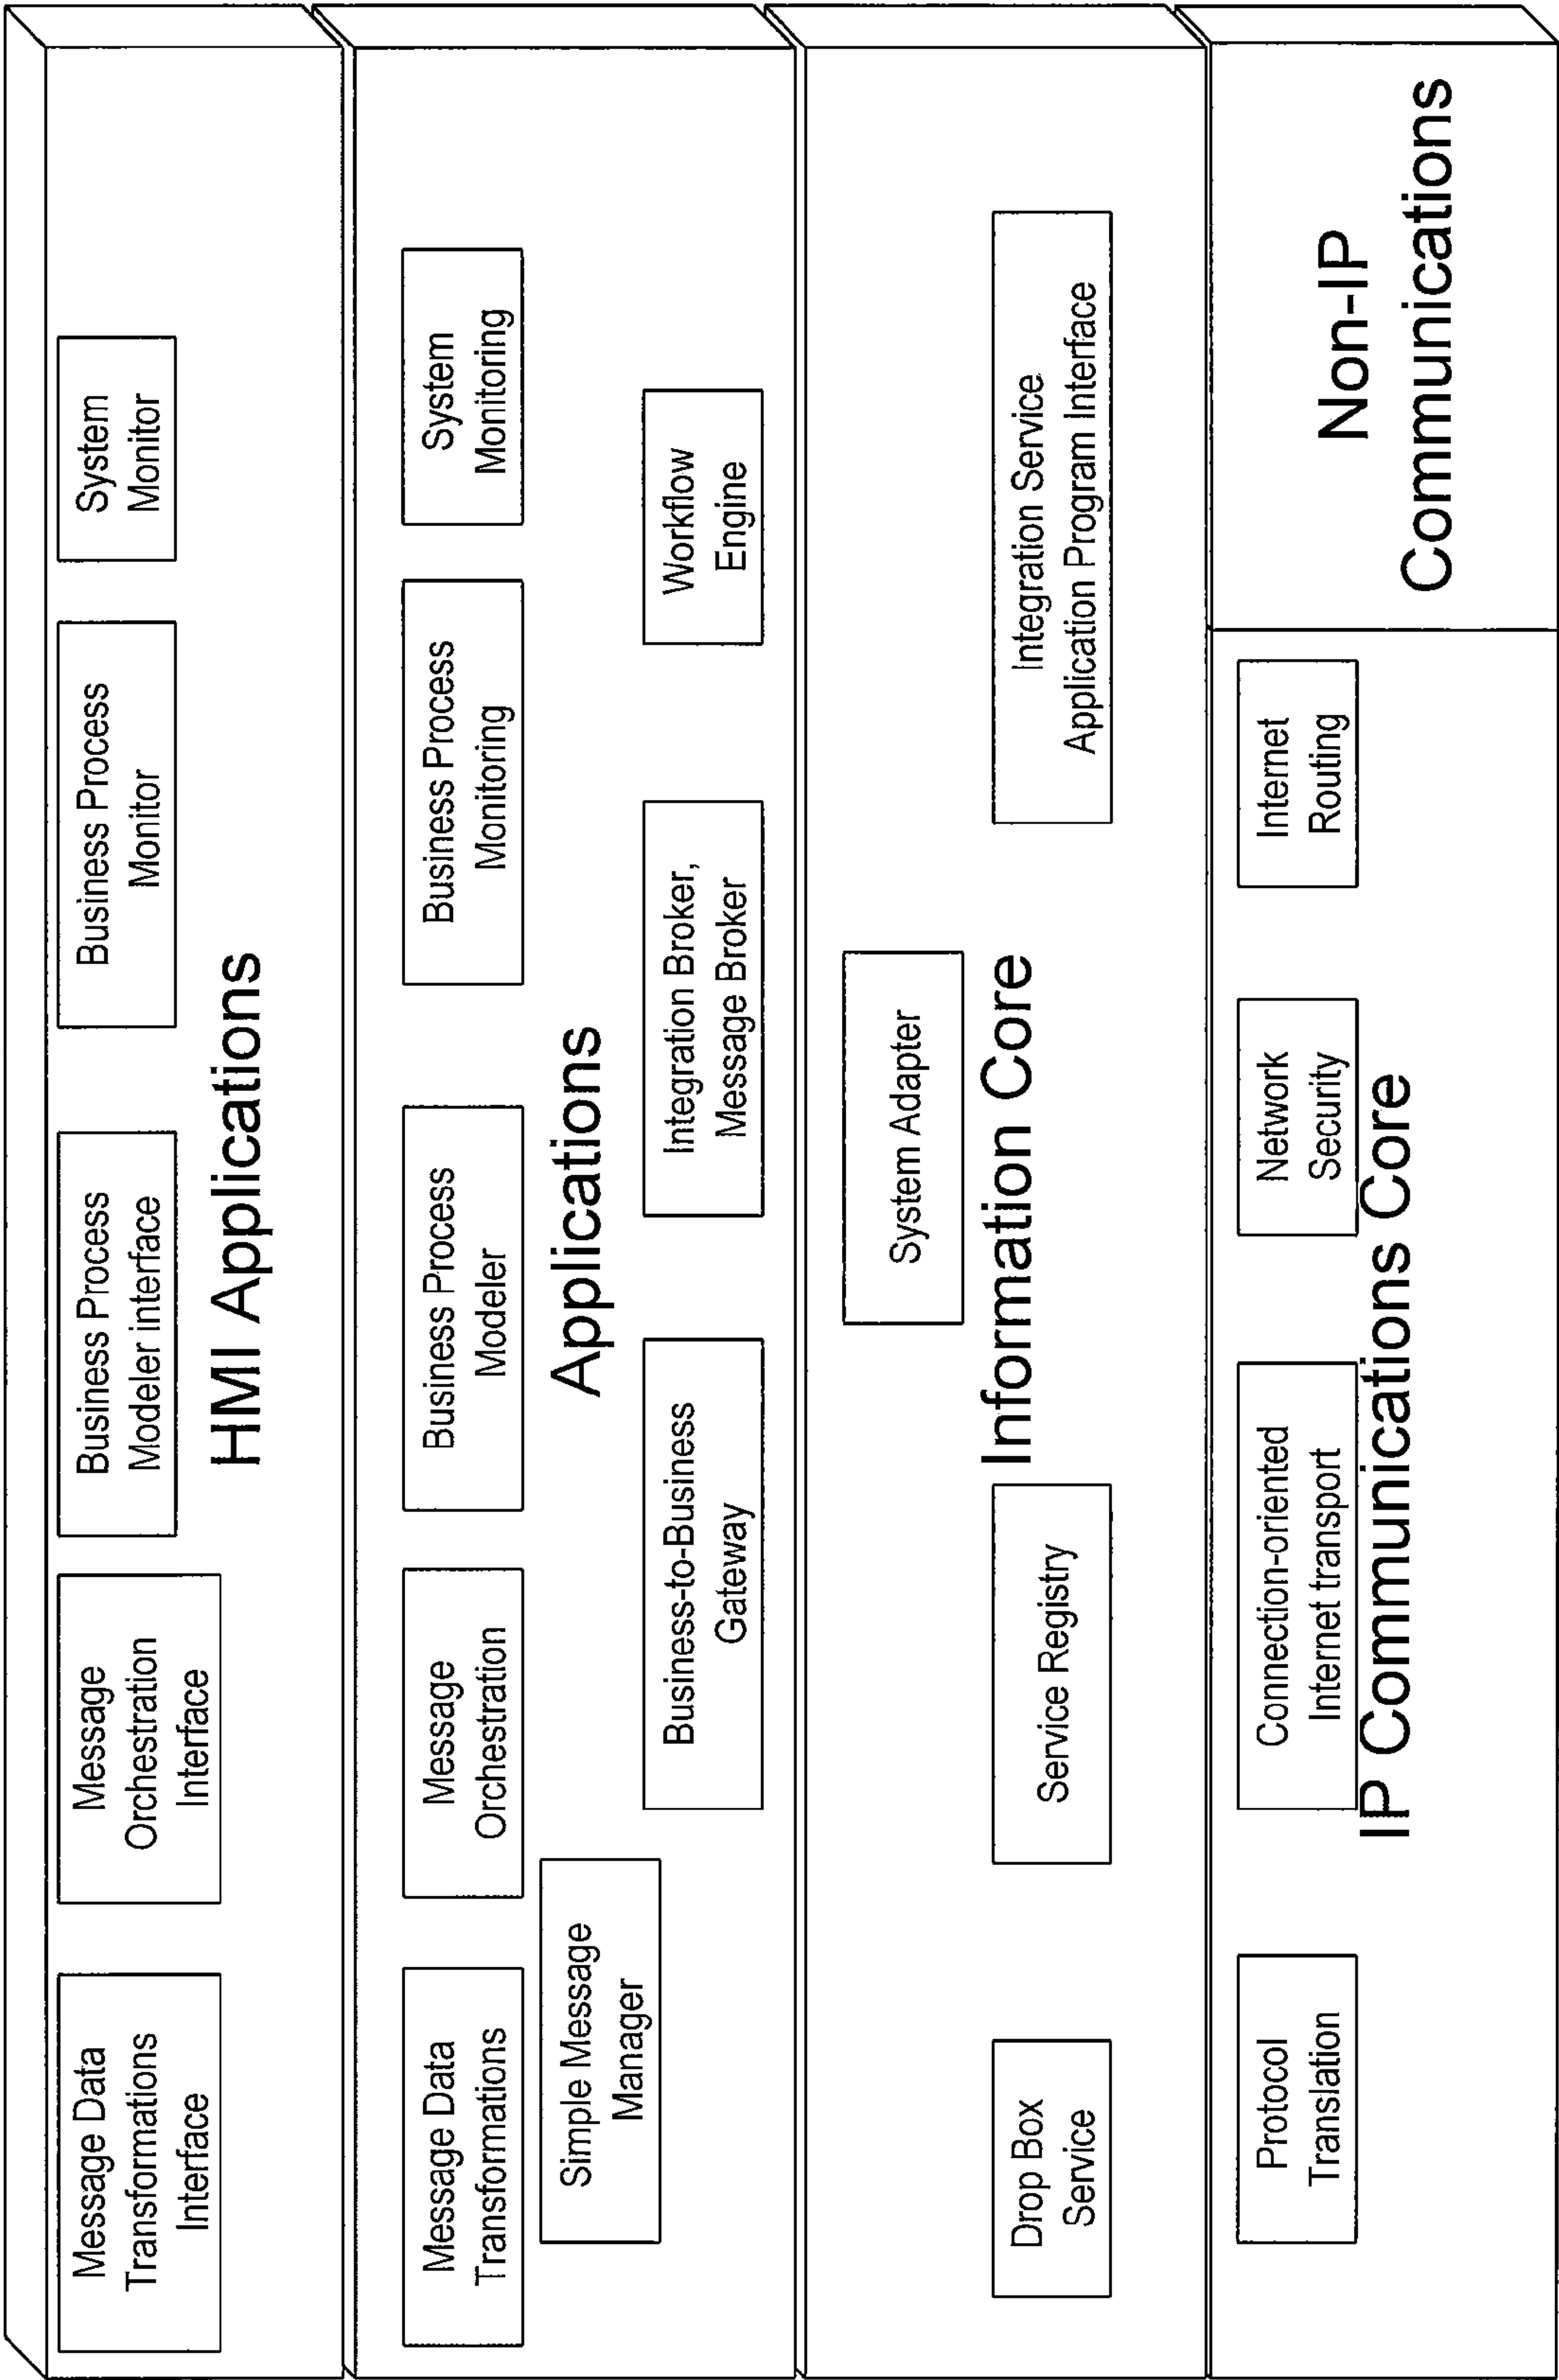 Message Data
Transformations
Interface
Message
Orchestration
Interface
Business Process
Modeler interface
Business Process
Monitor
System
Monitor
HMI Applications
Message Data
Transformations
Message
Orchestration
Business Process
Modeler
Business Process
Monitoring
System
Monitoring
Applications
Simple Message
Manager
Business-to-Business
Gateway
Integration Broker,
Message Broker
Workflow
Engine
System Adapter
Information Core
Drop Box
Service
Service Registry
Integration Service
Application Program Interface
Protocol
Translation
Connection-oriented
Internet transport
Network
Security
Internet
Routing
IP Communications Core
Non-IP
Communications